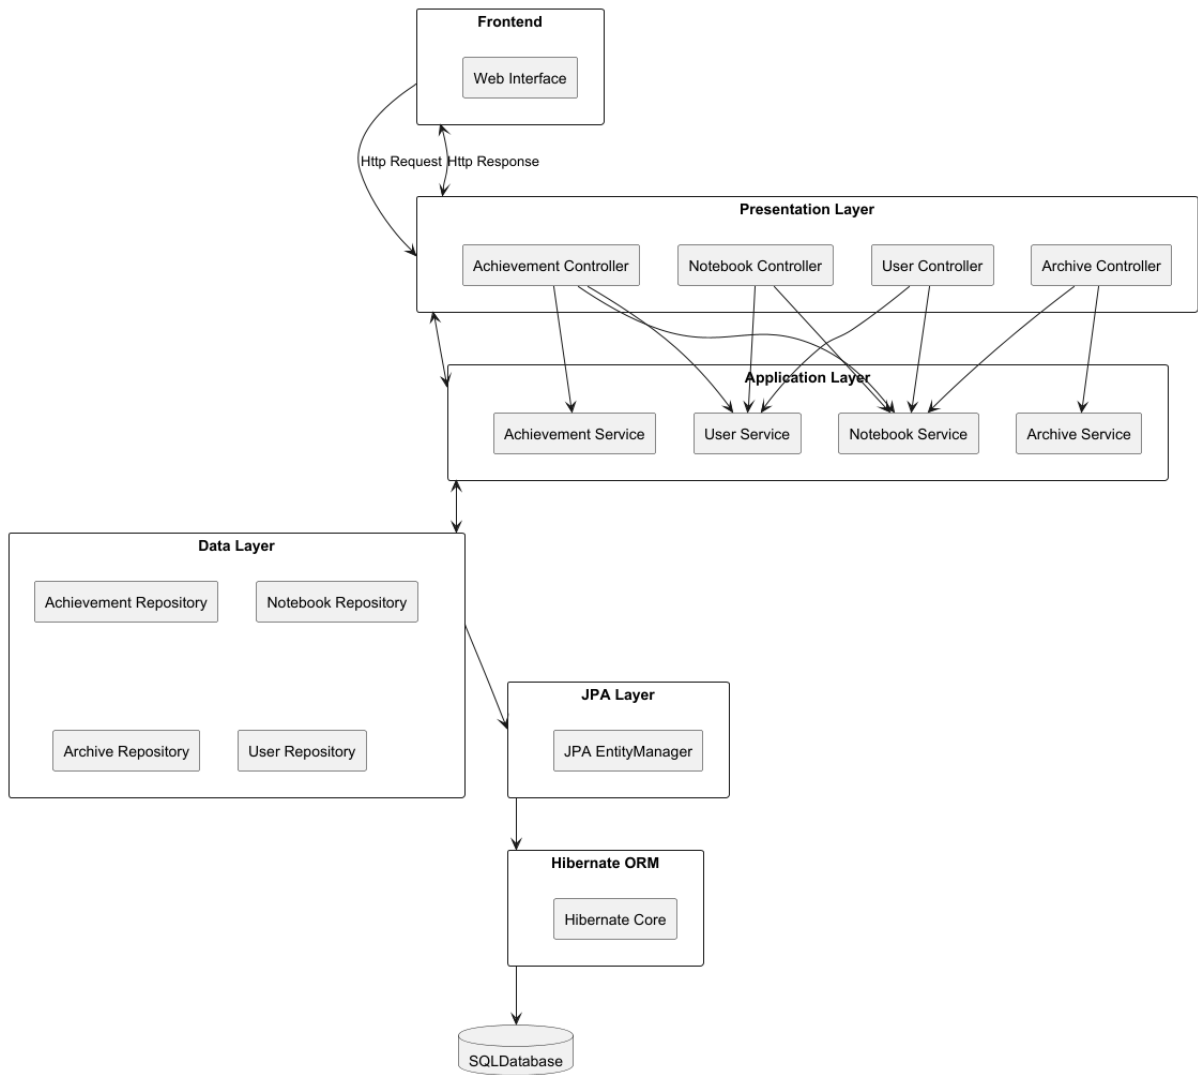 Frontend
Web Interface
Http Request
Http Response
Presentation Layer
Achievement Controller
Notebook Controller
User Controller
Archive Controller
Application Layer
Achievement Service
User Service
Notebook Service
Archive Service
Data Layer
Achievement Repository
Notebook Repository
Archive Repository
User Repository
JPA Layer
JPA EntityManager
Hibernate ORM
Hibernate Core
SQLDatabase